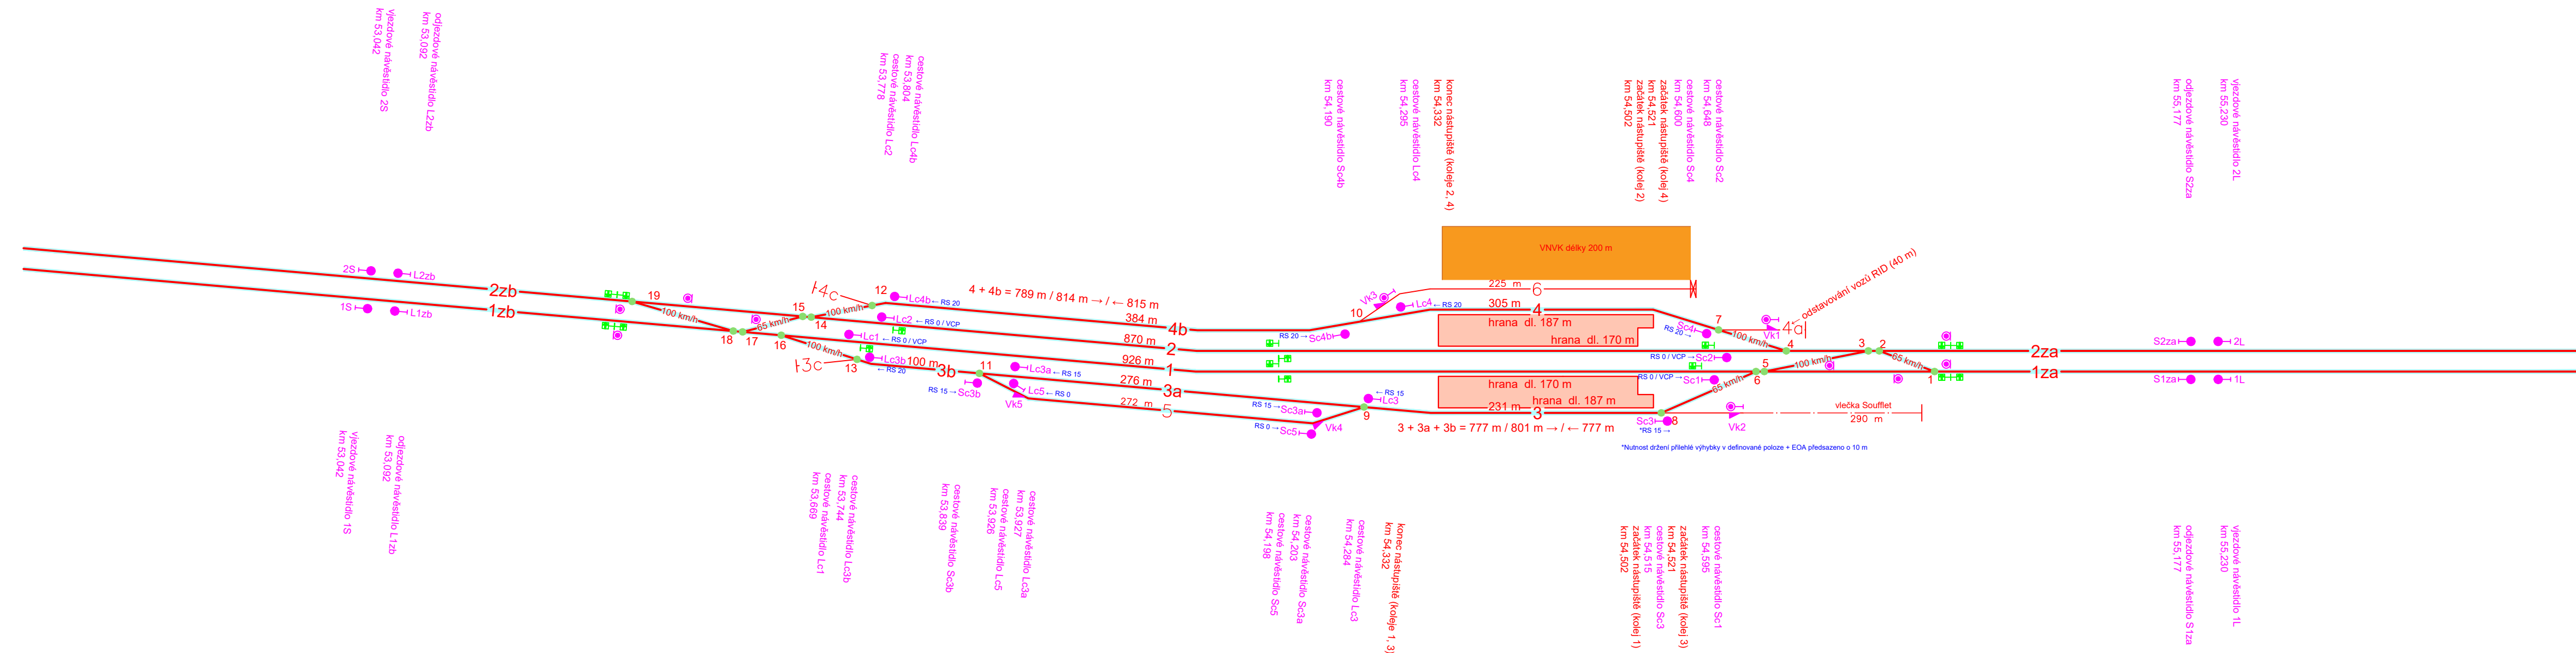 vjezdové návěstidlo 2S
km 53,042
odjezdové návěstidlo L2zb
km 53,092
cestové návěstidlo Lc4b
km 53,804
cestové návěstidlo Lc2
km 53,778
cestové návěstidlo Sc4b
km 54,190
cestové návěstidlo Lc4
km 54,295
konec nástupiště (koleje 2, 4)
km 54,332
začátek nástupiště (kolej 2)
km 54,502
začátek nástupiště (kolej 4)
km 54,521
cestové návěstidlo Sc4
km 54,600
cestové návěstidlo Sc2
km 54,648
odjezdové návěstidlo S2za
km 55,177
vjezdové návěstidlo 2L
km 55,230
VNVK délky 200 m
odstavování vozů RID (40 m)
2S
L2zb
2zb
1S
L1zb
1zb
19
100 km/h
18
17
65 km/h
15
14
16
100 km/h
4c
12
Lc4b
← RS 20
Lc2
← RS 0 / VCP
Lc1
← RS 0 / VCP
100 km/h
3c
13
Lc3b
← RS 20
100 m
3b
4 + 4b = 789 m / 814 m → / ← 815 m
384 m
4b
870 m
2
926 m
1
276 m
3a
272 m
5
11
Lc3a
← RS 15
RS 15 →
Sc3b
Lc5
← RS 0
Vk5
RS 20 →
Sc4b
10
Vk3
Lc4
← RS 20
225 m
6
305 m
4
hrana dl. 187 m
hrana dl. 170 m
hrana dl. 170 m
hrana dl. 187 m
231 m
3
RS 15 →
Sc3a
RS 0 →
Sc5
Vk4
9
Lc3
← RS 15
3 + 3a + 3b = 777 m / 801 m → / ← 777 m
Sc4
RS 20 →
7
100 km/h
Vk1
4a
4
RS 0 / VCP →
Sc2
RS 0 / VCP →
Sc1
5
6
100 km/h
65 km/h
3
2
65 km/h
1
Sc3
8
*RS 15 →
Vk2
vlečka Soufflet
290 m
*Nutnost držení přilehlé výhybky v definované poloze + EOA předsazeno o 10 m
2za
1za
S2za
2L
S1za
1L
vjezdové návěstidlo 1S
km 53,042
odjezdové návěstidlo L1zb
km 53,092
cestové návěstidlo Lc1
km 53,669
cestové návěstidlo Lc3b
km 53,744
cestové návěstidlo Sc3b
km 53,839
cestové návěstidlo Lc5
km 53,926
cestové návěstidlo Lc3a
km 53,927
cestové návěstidlo Sc5
km 54,198
cestové návěstidlo Sc3a
km 54,203
cestové návěstidlo Lc3
km 54,284
konec nástupiště (koleje 1, 3)
km 54,332
začátek nástupiště (kolej 1)
km 54,502
cestové návěstidlo Sc3
km 54,515
začátek nástupiště (kolej 3)
km 54,521
cestové návěstidlo Sc1
km 54,595
odjezdové návěstidlo S1za
km 55,177
vjezdové návěstidlo 1L
km 55,230